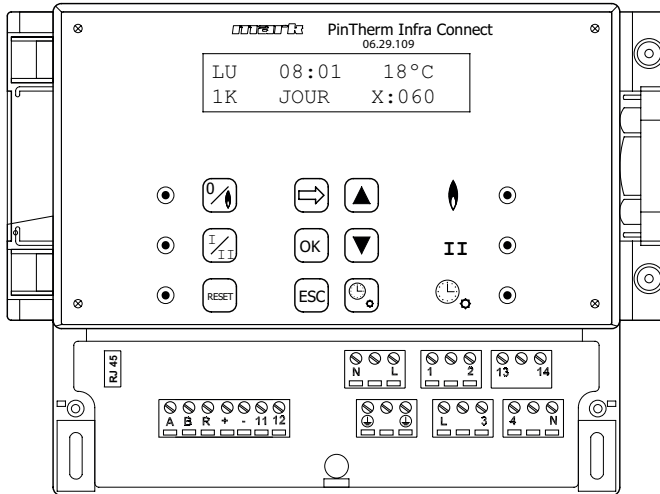 mark PinTherm Infra Connect
06.29.109
LU 08:01 18°C
1K JOUR X:060
0/
I/II OK II
RESET ESC
RJ 45
N L 1 2 13 14
A B R + - 11 12 L 3 4 N